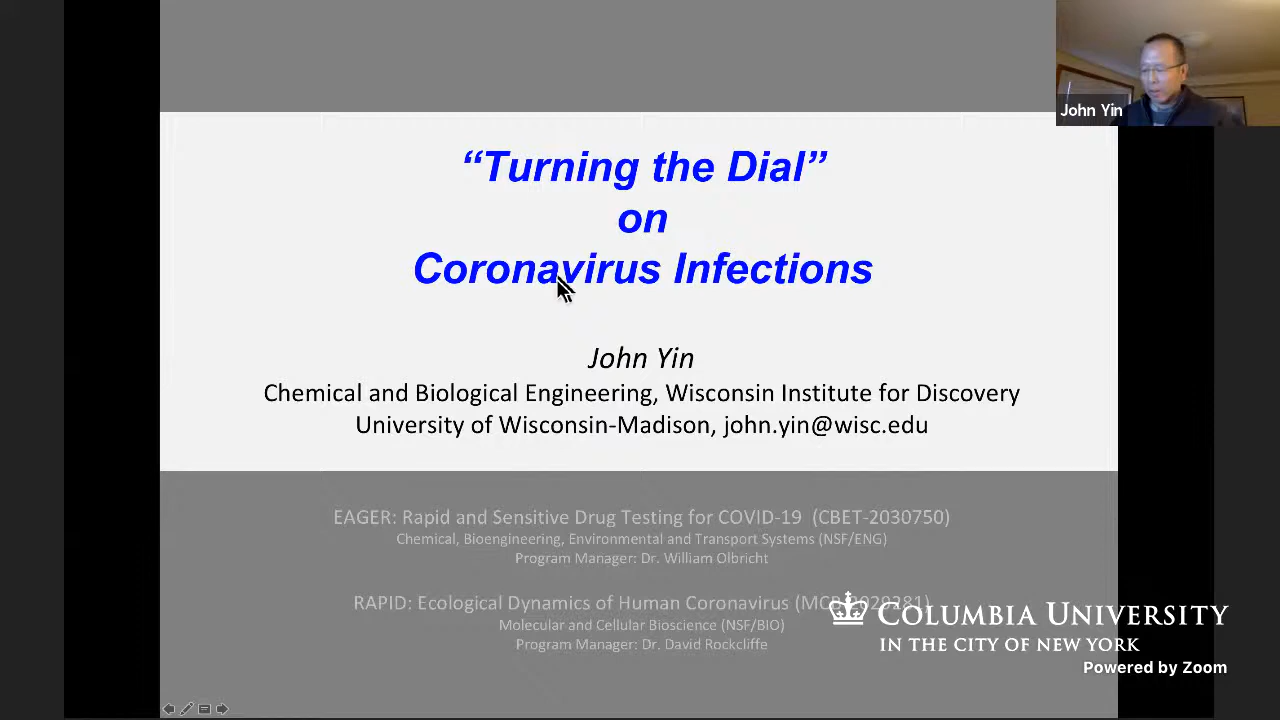 “Turning the Dial”
on
Coronavirus Infections
John Yin
John Yin
Chemical and Biological Engineering, Wisconsin Institute for Discovery
University of Wisconsin-Madison, john.yin@wisc.edu
EAGER: Rapid and Sensitive Drug Testing for COVID-19 (CBET-2030750)
Chemical, Bioengineering, Environmental and Transport Systems (NSF/ENG)
Program Manager: Dr. William Olbricht
RAPID: Ecological Dynamics of Human Coronavirus (MCB-2029281)
Molecular and Cellular Bioscience (NSF/BIO)
Program Manager: Dr. David Rockcliffe
COLUMBIA UNIVERSITY
IN THE CITY OF NEW YORK
Powered by Zoom